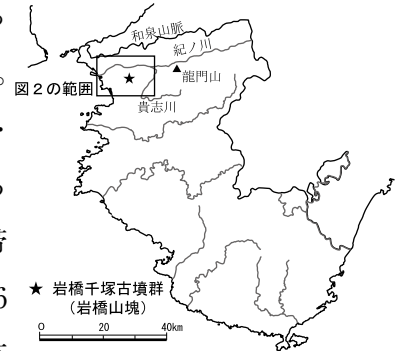 和泉山脈
紀ノ川
龍門山
図２の範囲
貴志川
★ 岩橋千塚古墳群
（岩橋山塊）
0 20 40km